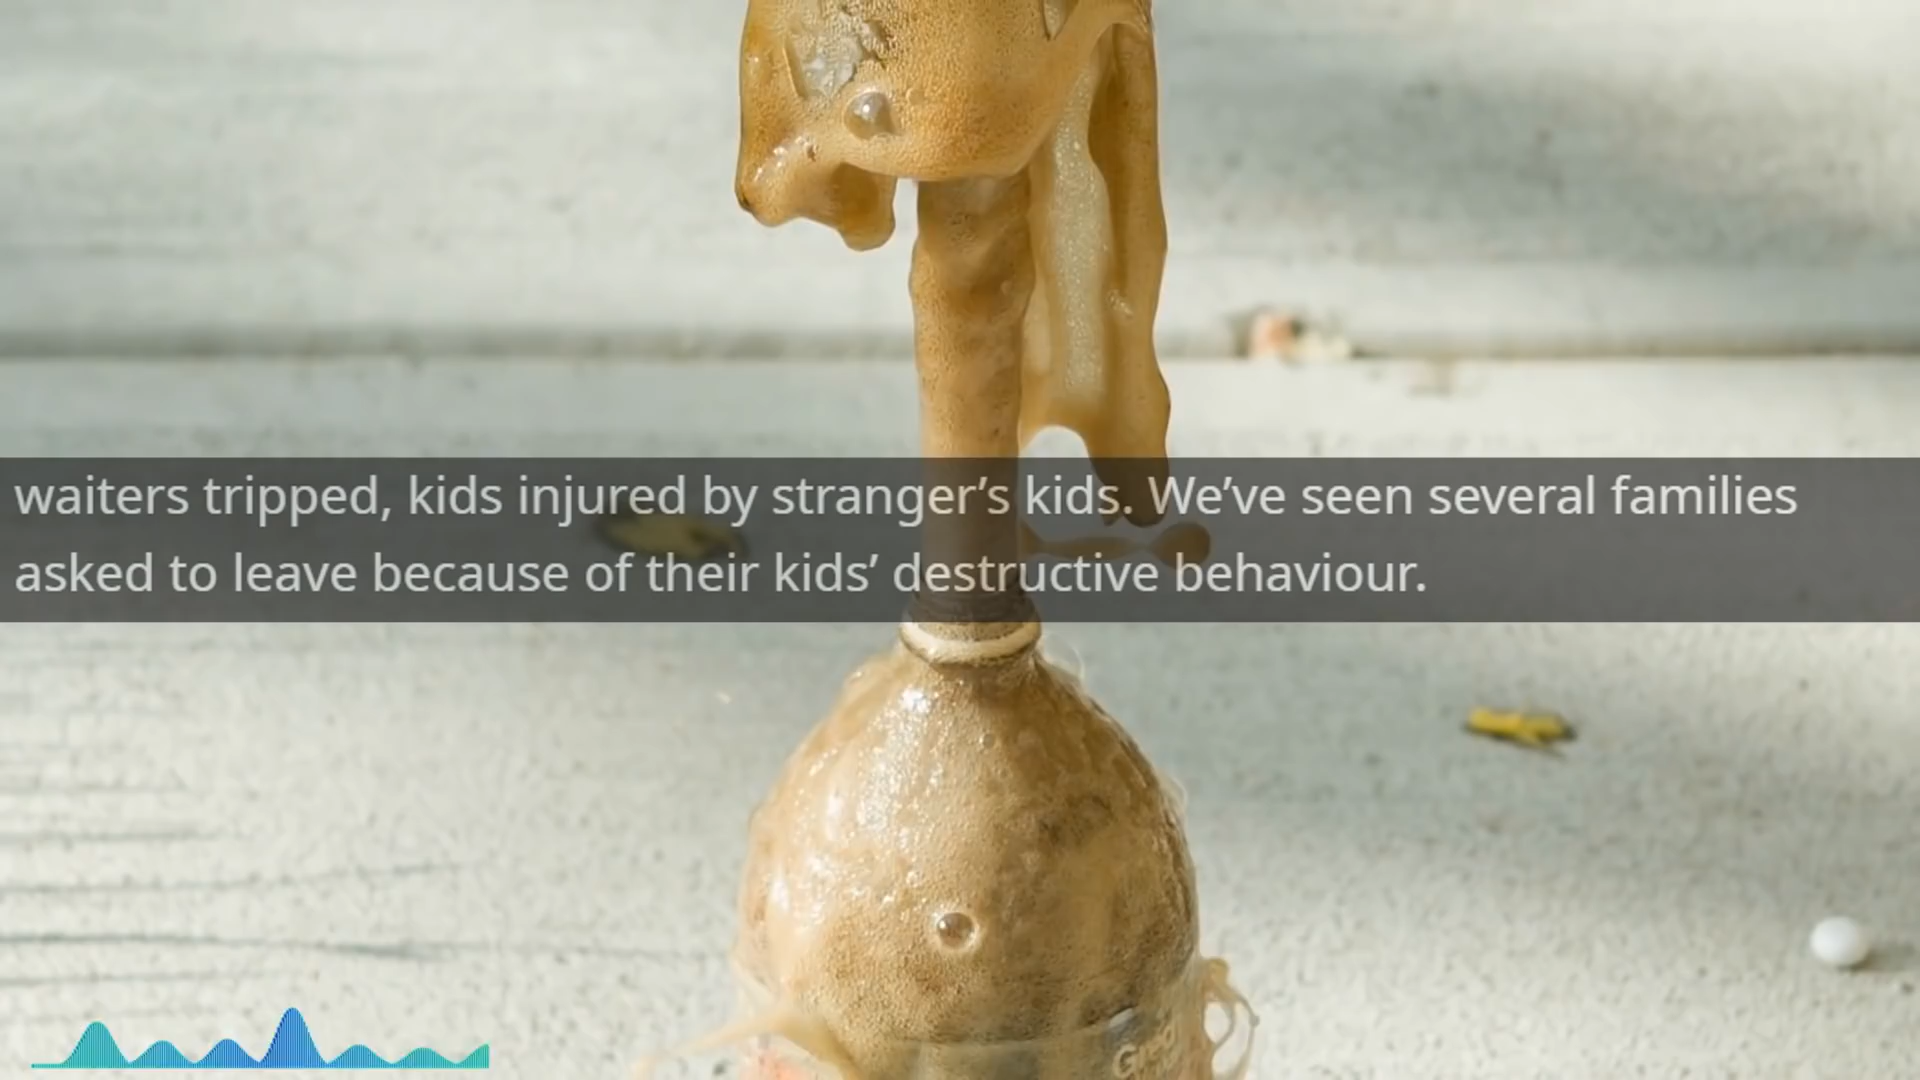 waiters tripped, kids injured by stranger’s kids. We’ve seen several families
asked to leave because of their kids’ destructive behaviour.